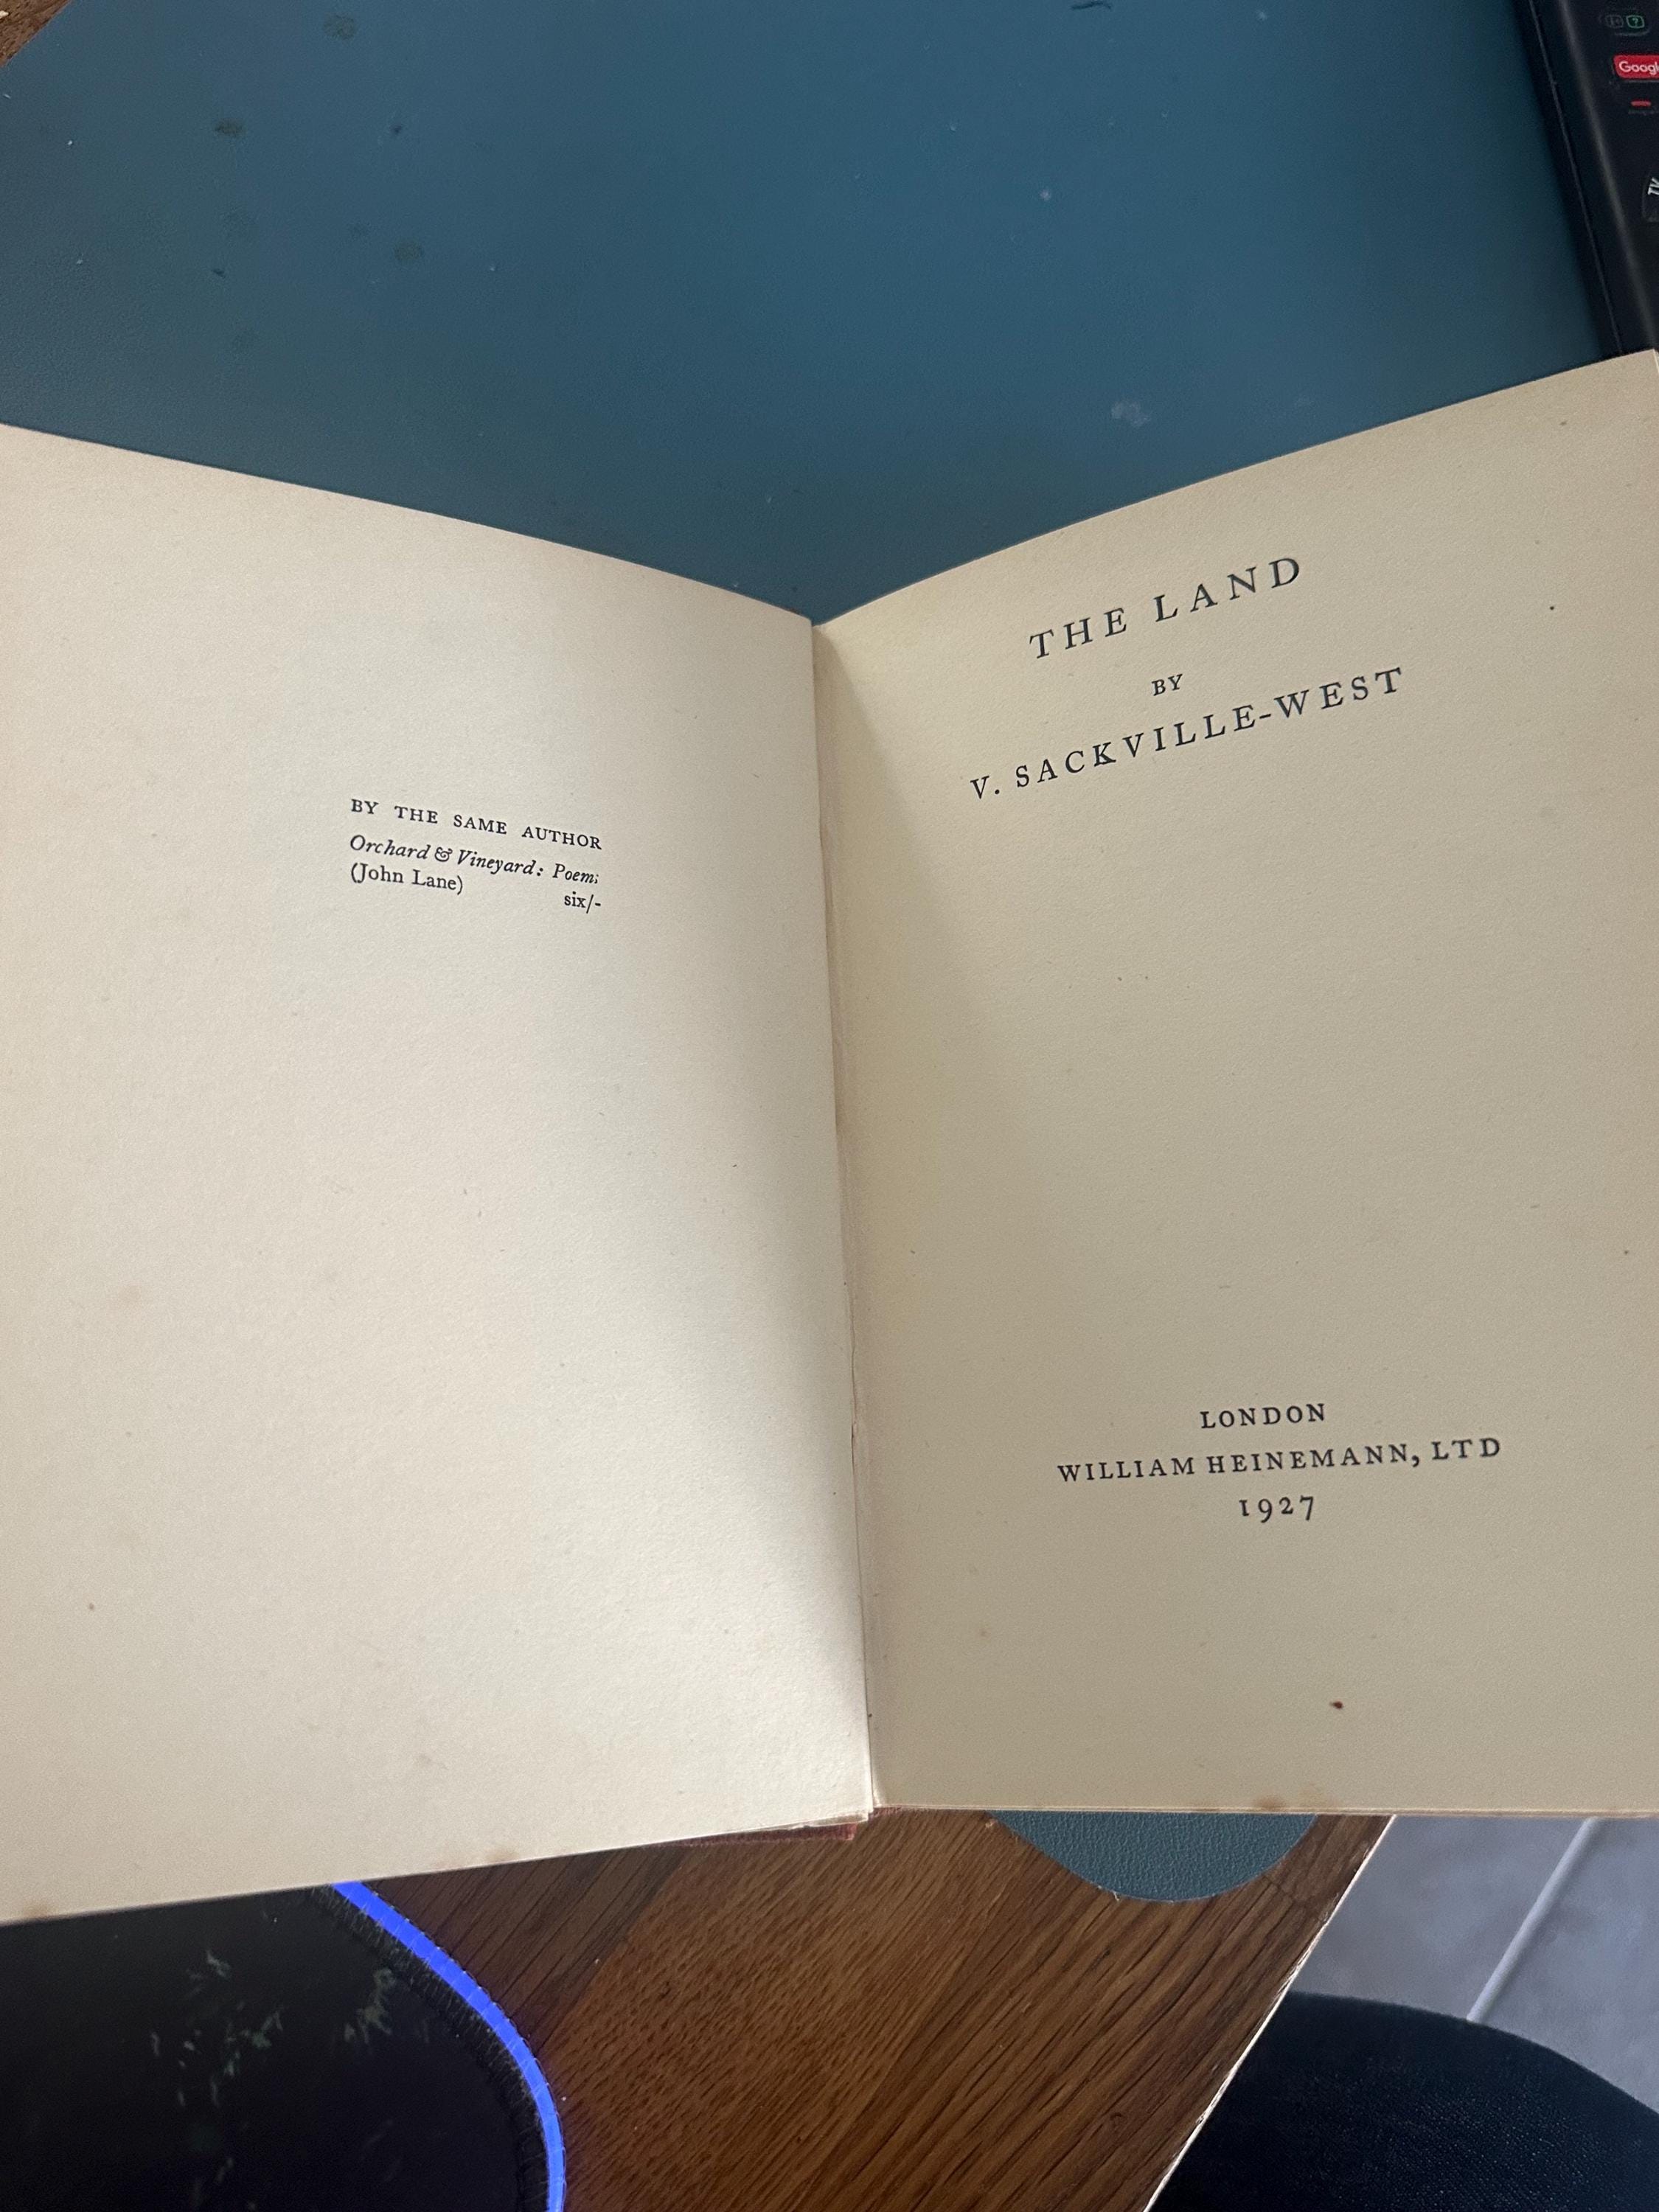 BY THE SAME AUTHOR
Orchard & Vineyard: Poems
(John Lane)
six/-
THE LAND
BY
V. SACKVILLE-WEST
LONDON
WILLIAM HEINEMANN, LTD
1927